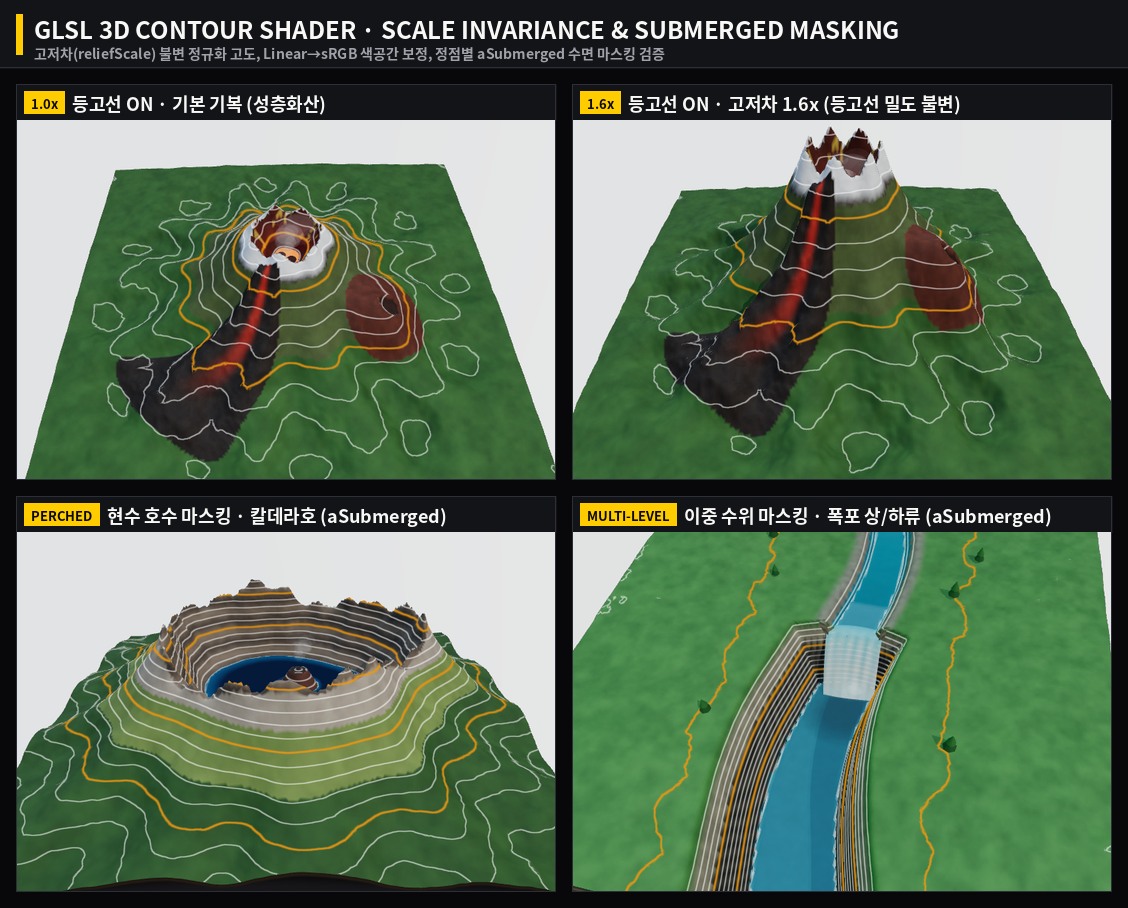 GLSL 3D CONTOUR SHADER · SCALE INVARIANCE & SUBMERGED MASKING
고저차(reliefScale) 불변 정규화 고도, Linear→sRGB 색공간 보정, 정점별 aSubmerged 수면 마스킹 검증
1.0x 등고선 ON · 기본 기복 (성층화산)
1.6x 등고선 ON · 고저차 1.6x (등고선 밀도 불변)
PERCHED 현수 호수 마스킹 · 칼데라호 (aSubmerged)
MULTI-LEVEL 이중 수위 마스킹 · 폭포 상/하류 (aSubmerged)